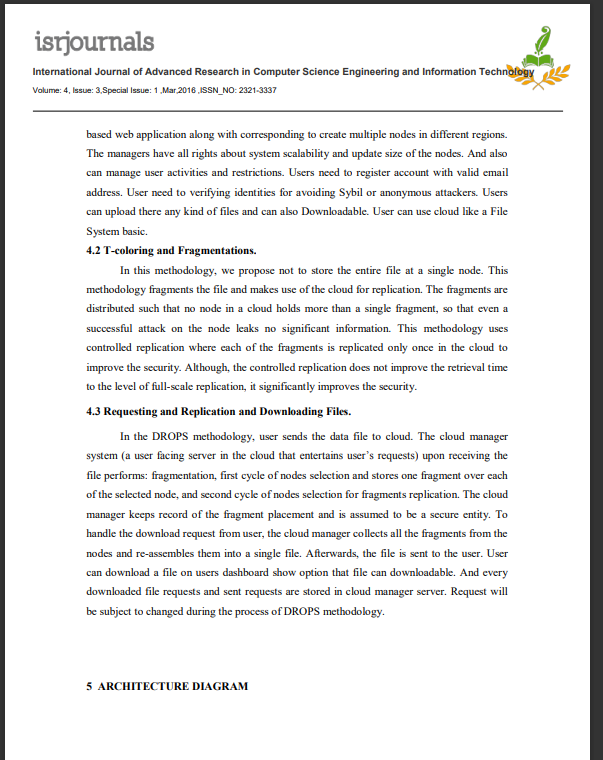 isrjournals
International Journal of Advanced Research in Computer Science Engineering and Information Technology
Volume: 4, Issue: 3,Special Issue: 1 ,Mar,2016 ,ISSN_NO: 2321-3337
based web application along with corresponding to create multiple nodes in different regions.
The managers have all rights about system scalability and update size of the nodes. And also
can manage user activities and restrictions. Users need to register account with valid email
address. User need to verifying identities for avoiding Sybil or anonymous attackers. Users
can upload there any kind of files and can also Downloadable. User can use cloud like a File
System basic.
4.2 T-coloring and Fragmentations.
In this methodology, we propose not to store the entire file at a single node. This
methodology fragments the file and makes use of the cloud for replication. The fragments are
distributed such that no node in a cloud holds more than a single fragment, so that even a
successful attack on the node leaks no significant information. This methodology uses
controlled replication where each of the fragments is replicated only once in the cloud to
improve the security. Although, the controlled replication does not improve the retrieval time
to the level of full-scale replication, it significantly improves the security.
4.3 Requesting and Replication and Downloading Files.
In the DROPS methodology, user sends the data file to cloud. The cloud manager
system (a user facing server in the cloud that entertains user’s requests) upon receiving the
file performs: fragmentation, first cycle of nodes selection and stores one fragment over each
of the selected node, and second cycle of nodes selection for fragments replication. The cloud
manager keeps record of the fragment placement and is assumed to be a secure entity. To
handle the download request from user, the cloud manager collects all the fragments from the
nodes and re-assembles them into a single file. Afterwards, the file is sent to the user. User
can download a file on users dashboard show option that file can downloadable. And every
downloaded file requests and sent requests are stored in cloud manager server. Request will
be subject to changed during the process of DROPS methodology.
5 ARCHITECTURE DIAGRAM